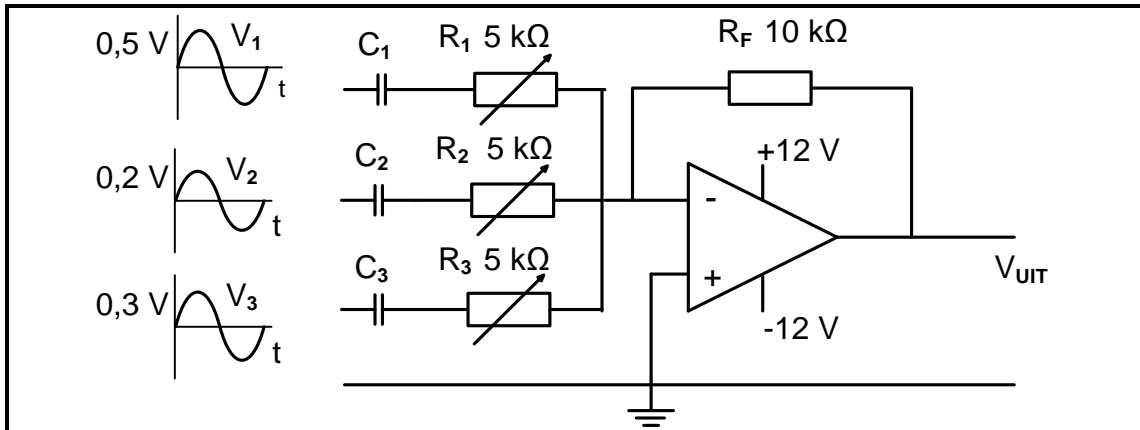 0,5 V V₁ t
C₁ R₁ 5 kΩ
R_F 10 kΩ
0,2 V V₂ t
C₂ R₂ 5 kΩ
+12 V
-
0,3 V V₃ t
C₃ R₃ 5 kΩ
+
-12 V
V_UIT